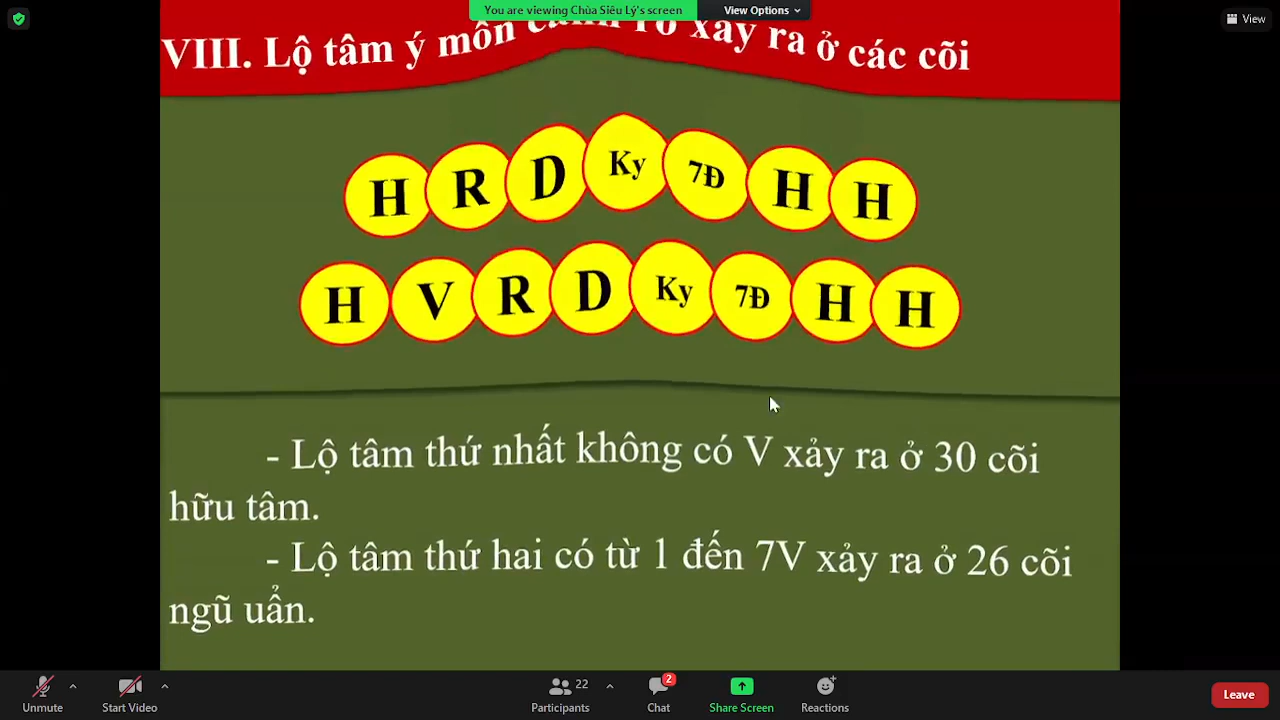 You are viewing Chùa Siêu Lý's screen
View Options
View
VIII. Lộ tâm ý môn cảnh rõ xảy ra ở các cõi
H R D Ky 7Đ H H
H V R D Ky 7Đ H H
- Lộ tâm thứ nhất không có V xảy ra ở 30 cõi
hữu tâm.
- Lộ tâm thứ hai có từ 1 đến 7V xảy ra ở 26 cõi
ngũ uẩn.
22
2
Unmute
Start Video
Participants
Chat
Share Screen
Reactions
Leave